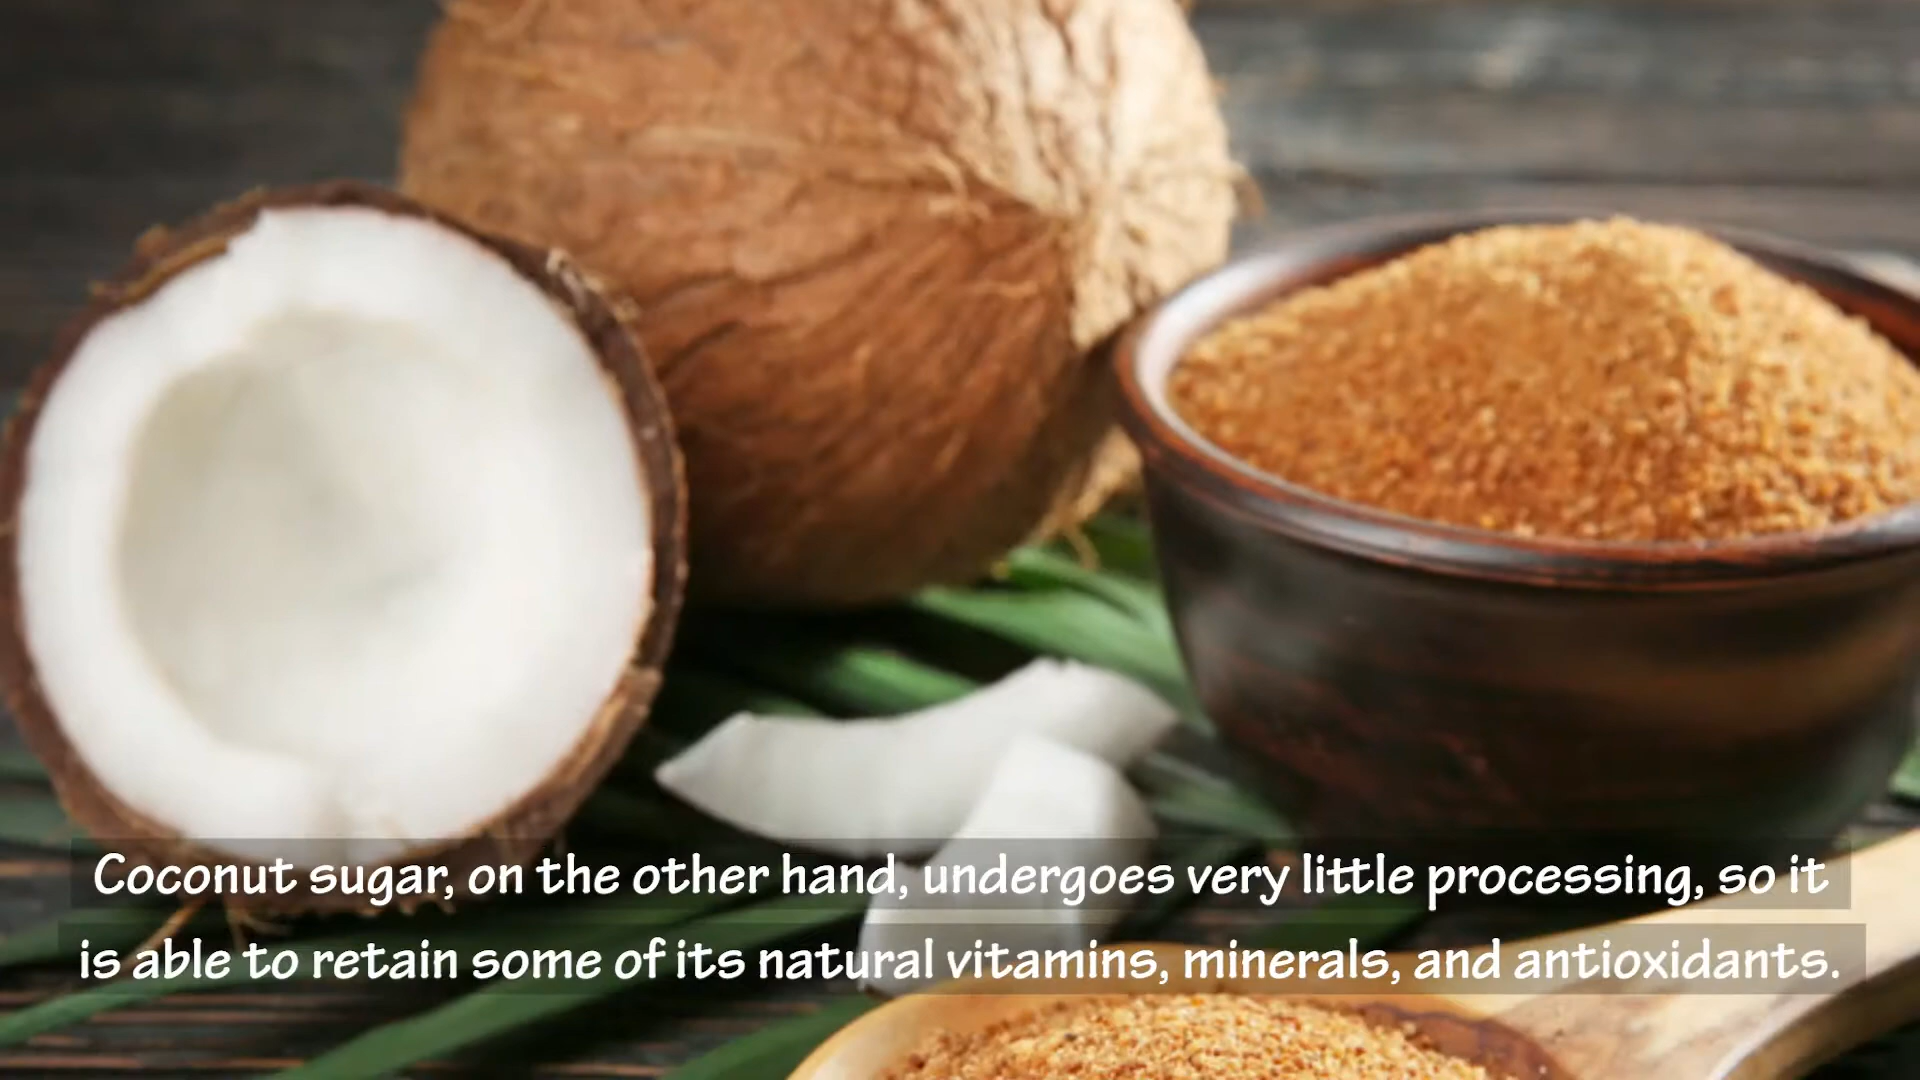 Coconut sugar, on the other hand, undergoes very little processing, so it
is able to retain some of its natural vitamins, minerals, and antioxidants.